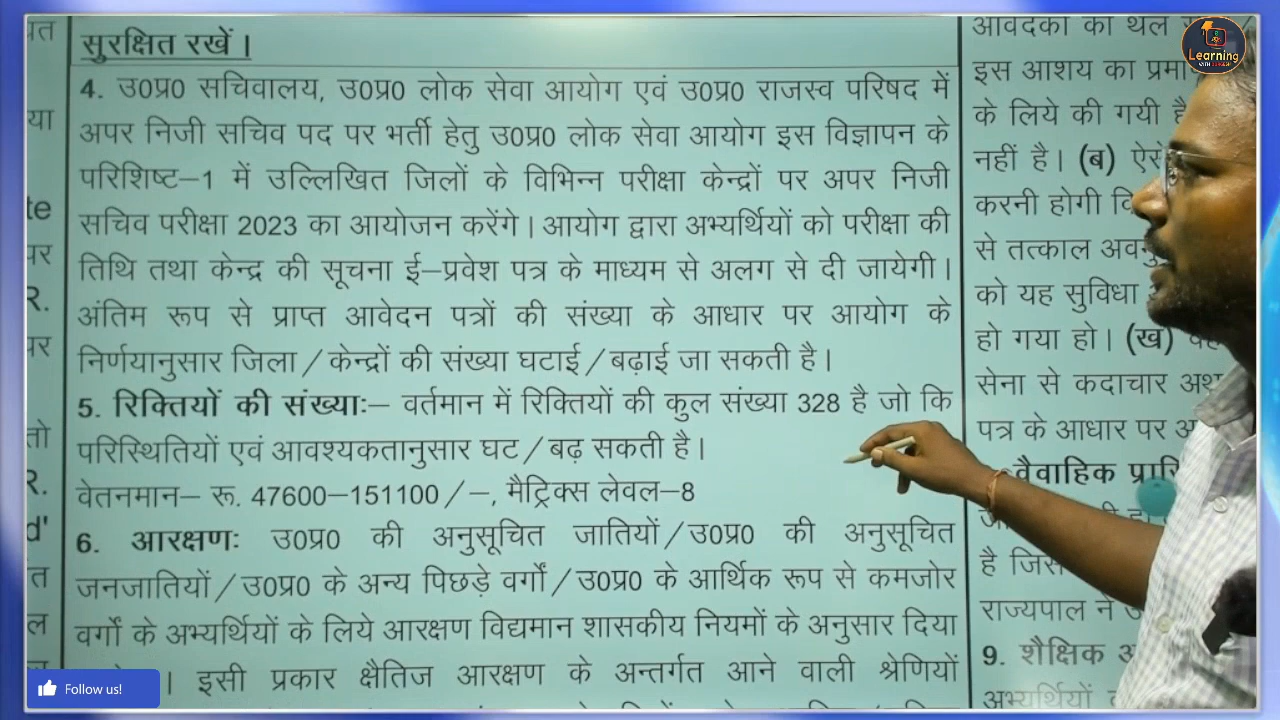 सुरक्षित रखें।
4. उ0प्र0 सचिवालय, उ0प्र0 लोक सेवा आयोग एवं उ0प्र0 राजस्व परिषद में
अपर निजी सचिव पद पर भर्ती हेतु उ0प्र0 लोक सेवा आयोग इस विज्ञापन के
परिशिष्ट–1 में उल्लिखित जिलों के विभिन्न परीक्षा केन्द्रों पर अपर निजी
सचिव परीक्षा 2023 का आयोजन करेंगे। आयोग द्वारा अभ्यर्थियों को परीक्षा की
तिथि तथा केन्द्र की सूचना ई–प्रवेश पत्र के माध्यम से अलग से दी जायेगी।
अंतिम रूप से प्राप्त आवेदन पत्रों की संख्या के आधार पर आयोग के
निर्णयानुसार जिला/केन्द्रों की संख्या घटाई/बढ़ाई जा सकती है।
5. रिक्तियों की संख्याः– वर्तमान में रिक्तियों की कुल संख्या 328 है जो कि
परिस्थितियों एवं आवश्यकतानुसार घट/बढ़ सकती है।
वेतनमान– रू. 47600–151100/–, मैट्रिक्स लेवल–8
6. आरक्षणः उ0प्र0 की अनुसूचित जातियों/उ0प्र0 की अनुसूचित
जनजातियों/उ0प्र0 के अन्य पिछड़े वर्गों/उ0प्र0 के आर्थिक रूप से कमजोर
वर्गों के अभ्यर्थियों के लिये आरक्षण विद्यमान शासकीय नियमों के अनुसार दिया
। इसी प्रकार क्षैतिज आरक्षण के अन्तर्गत आने वाली श्रेणियों
आवेदकों को
इस आशय का
के लिये की गयी
नहीं है। (ब)
करनी होगी
से तत्काल
को यह सुविधा
हो गया हो। (ख)
सेना से कदाचार
पत्र के आधार पर
वैवाहिक
है
राज्यपाल ने
9. शैक्षिक
अभ्यर्थियों
Learning
Follow us!